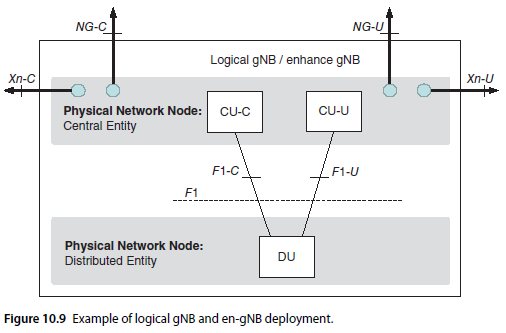 NG-C
NG-U
Logical gNB / enhance gNB
Xn-C
Xn-U
Physical Network Node:
Central Entity
CU-C
CU-U
F1-C
F1-U
F1
Physical Network Node:
Distributed Entity
DU
Figure 10.9 Example of logical gNB and en-gNB deployment.